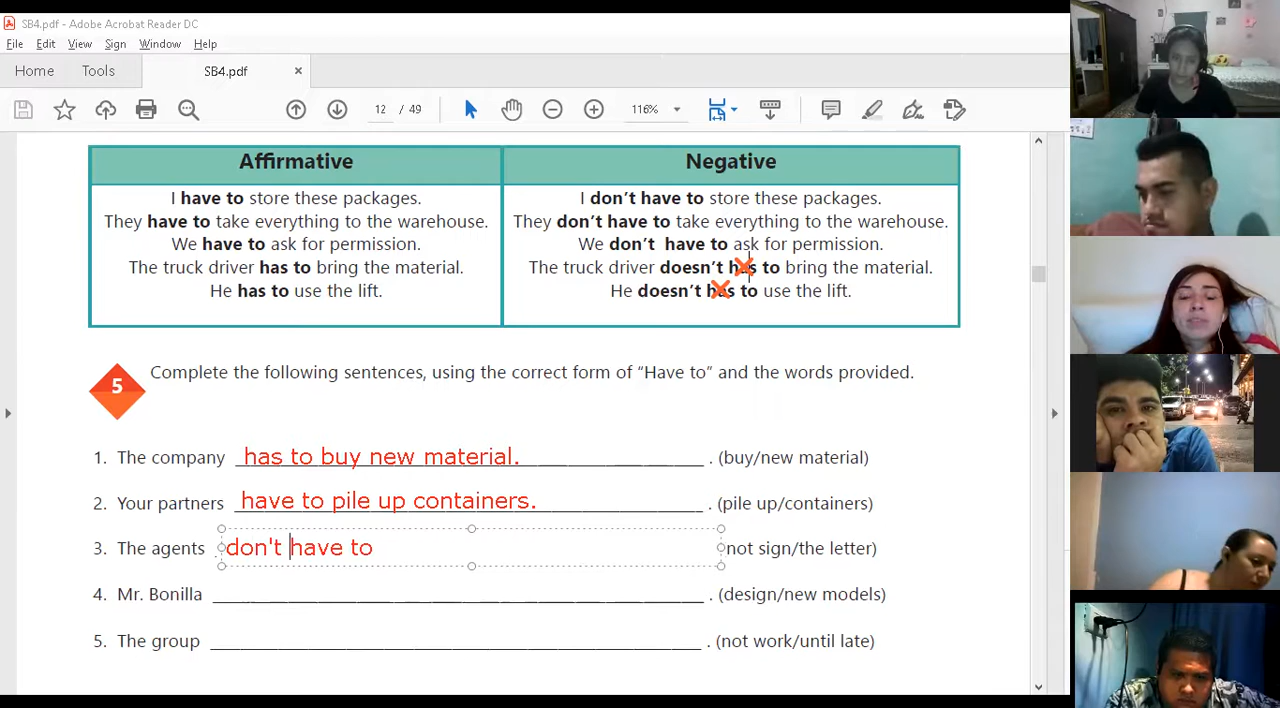 SB4.pdf - Adobe Acrobat Reader DC
File Edit View Sign Window Help
Home Tools SB4.pdf ×
12 / 49 116%
Affirmative Negative
I have to store these packages. I don't have to store these packages.
They have to take everything to the warehouse. They don't have to take everything to the warehouse.
We have to ask for permission. We don't have to ask for permission.
The truck driver has to bring the material. The truck driver doesn't has to bring the material.
He has to use the lift. He doesn't has to use the lift.
5 Complete the following sentences, using the correct form of “Have to” and the words provided.
1. The company has to buy new material. . (buy/new material)
2. Your partners have to pile up containers. . (pile up/containers)
3. The agents don't have to not sign/the letter)
4. Mr. Bonilla . (design/new models)
5. The group . (not work/until late)